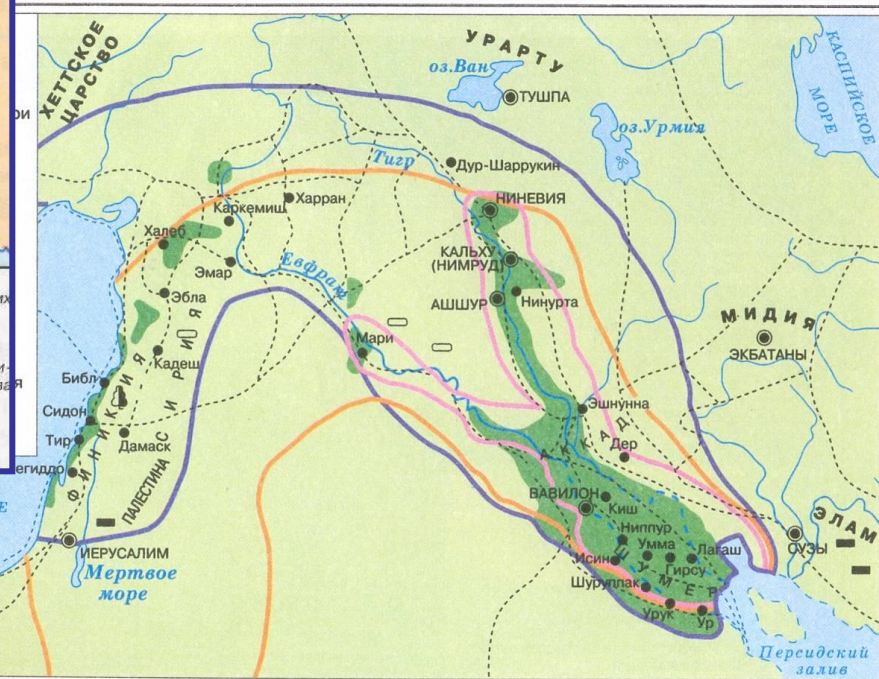 ХЕТТСКОЕ
ЦАРСТВО
УРАРТУ
оз.Ван
ТУШПА
КАСПИЙСКОЕ
МОРЕ
оз.Урмия
Тигр
Дур-Шаррукин
Харран
Каркемиш
НИНЕВИЯ
Халеб
КАЛЬХУ
(НИМРУД)
Эмар
Евфрат
Эбла
АШШУР
Нинурта
МИДИЯ
ЭКБАТАНЫ
Мари
Кадеш
Библ
Сидон
Тир
Дамаск
егиддо
ФИНИКИЯ
СИРИЯ
ПАЛЕСТИНА
Эшнунна
АККАД
Дер
ВАВИЛОН
Киш
Ниппур
Умма
Лагаш
Гирсу
Исин
Шуруппак
ШУМЕР
Урук
Ур
ЭЛАМ
СУЗЫ
ИЕРУСАЛИМ
Мертвое
море
Персидский
залив